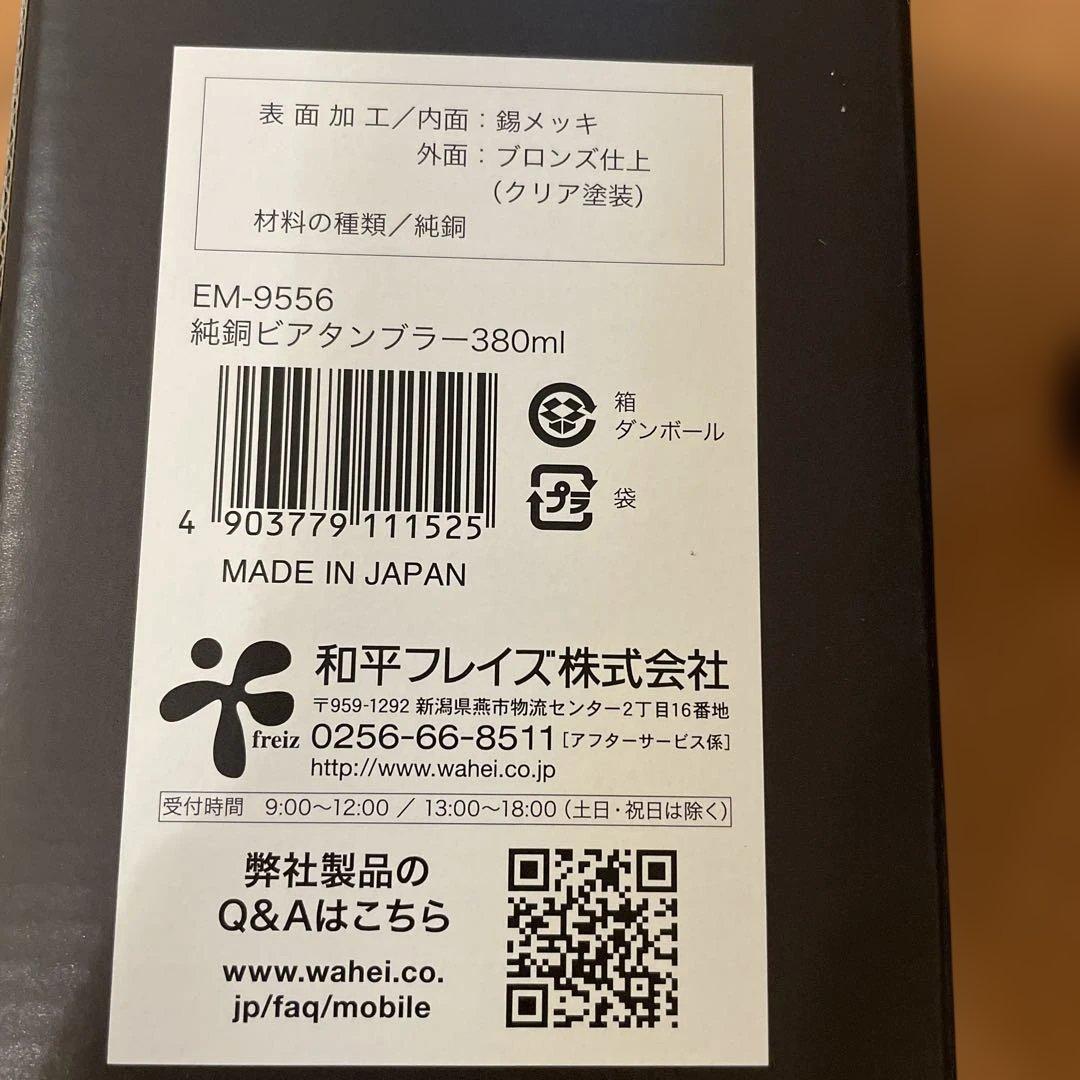 表面加工／内面：錫メッキ
外面：ブロンズ仕上
（クリア塗装）
材料の種類／純銅
EM-9556
純銅ビアタンブラー380ml
箱
ダンボール
プラ
袋
4 903779 111525
MADE IN JAPAN
和平フレイズ株式会社
〒959-1292 新潟県燕市物流センター2丁目16番地
freiz
0256-66-8511［アフターサービス係］
http://www.wahei.co.jp
受付時間 9:00〜12:00 ／ 13:00〜18:00（土日・祝日は除く）
弊社製品の
Q&Aはこちら
www.wahei.co.
jp/faq/mobile